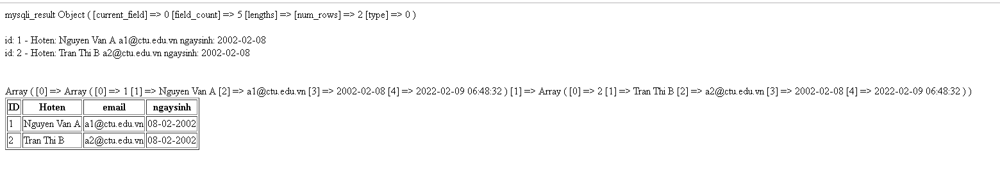 mysqli_result Object ( [current_field] => 0 [field_count] => 5 [lengths] => [num_rows] => 2 [type] => 0 )
id: 1 - Hoten: Nguyen Van A a1@ctu.edu.vn ngaysinh: 2002-02-08
id: 2 - Hoten: Tran Thi B a2@ctu.edu.vn ngaysinh: 2002-02-08
Array ( [0] => Array ( [0] => 1 [1] => Nguyen Van A [2] => a1@ctu.edu.vn [3] => 2002-02-08 [4] => 2022-02-09 06:48:32 ) [1] => Array ( [0] => 2 [1] => Tran Thi B [2] => a2@ctu.edu.vn [3] => 2002-02-08 [4] => 2022-02-09 06:48:32 ) )
ID Hoten email ngaysinh
1 Nguyen Van A a1@ctu.edu.vn 08-02-2002
2 Tran Thi B a2@ctu.edu.vn 08-02-2002